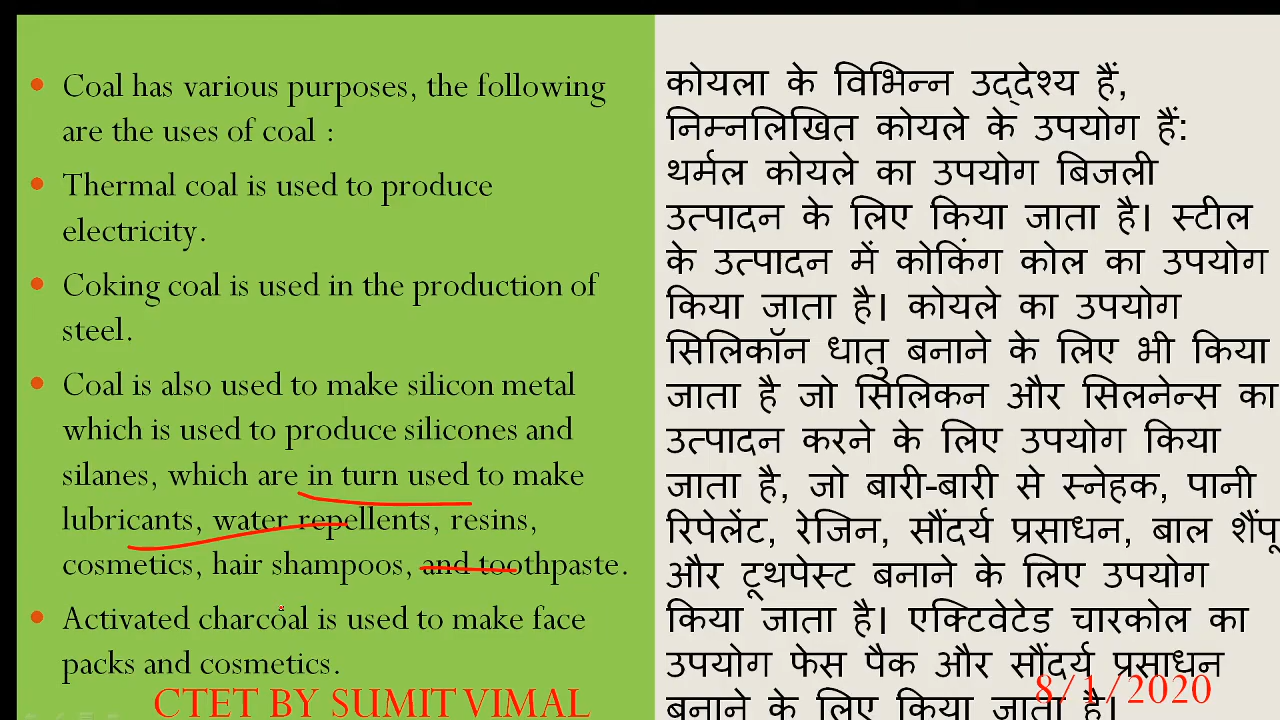 • Coal has various purposes, the following
are the uses of coal :
• Thermal coal is used to produce
electricity.
• Coking coal is used in the production of
steel.
• Coal is also used to make silicon metal
which is used to produce silicones and
silanes, which are in turn used to make
lubricants, water repellents, resins,
cosmetics, hair shampoos, and toothpaste.
• Activated charcoal is used to make face
packs and cosmetics.
CTET BY SUMIT VIMAL
कोयला के विभिन्न उद्देश्य हैं,
निम्नलिखित कोयले के उपयोग हैं:
थर्मल कोयले का उपयोग बिजली
उत्पादन के लिए किया जाता है। स्टील
के उत्पादन में कोकिंग कोल का उपयोग
किया जाता है। कोयले का उपयोग
सिलिकॉन धातु बनाने के लिए भी किया
जाता है जो सिलिकन और सिलनेन्स का
उत्पादन करने के लिए उपयोग किया
जाता है, जो बारी-बारी से स्नेहक, पानी
रिपेलेंट, रेजिन, सौंदर्य प्रसाधन, बाल शैंपू
और टूथपेस्ट बनाने के लिए उपयोग
किया जाता है। एक्टिवेटेड चारकोल का
उपयोग फेस पैक और सौंदर्य प्रसाधन
बनाने के लिए किया जाता है।
8/1/2020